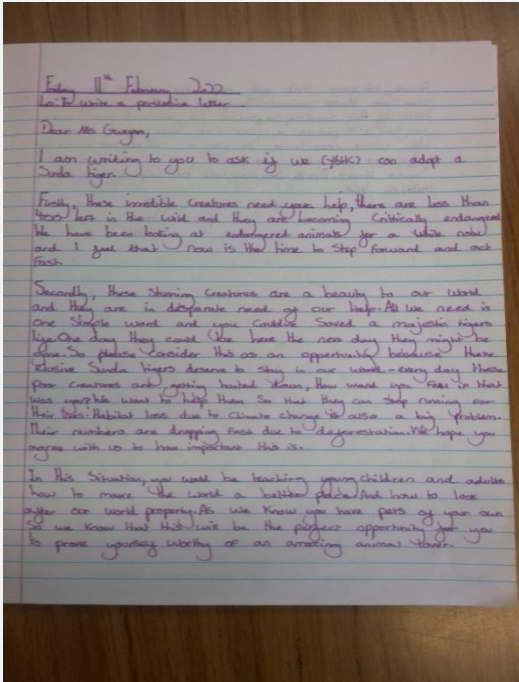 Friday 11th February 2022
Lo: To write a persuasive letter
Dear Ms Gwynn,
I am writing to you to ask if we (Y6HC) can adopt a
Sunda tiger.
Firstly, these incredible creatures need your help, there are less than
400 left in the wild and they are becoming Critically endangered
We have been looking at endangered animals for a while now
and I feel that now is the time to step forward and act
Fast.
Secondly, these stunning creatures are a beauty to our world
and they are in desperate need of our help. All we need is
one simple word and you could've saved a majestic tigers
life. One day they could be here the nex day they might be
gone. So please consider this as an opportunity because these
elusive Sunda tigers deserve to stay in our world - every day these
poor creatures are getting hunted down, How would you feel if that
was you? We want to help them so that they can stop running for
their lives. Habitat loss due to climate change is also a big problem.
Their numbers are dropping fast due to deforestation. We hope you
agree with us to how important this is.
In this Situation, you would be teaching young children and adults
how to make the world a better place. And how to look
after our world properly. As we know you have pets of your own
So we know that this will be the perfect opportunity for you
to prove yourself worthy of an amazing animal lover.